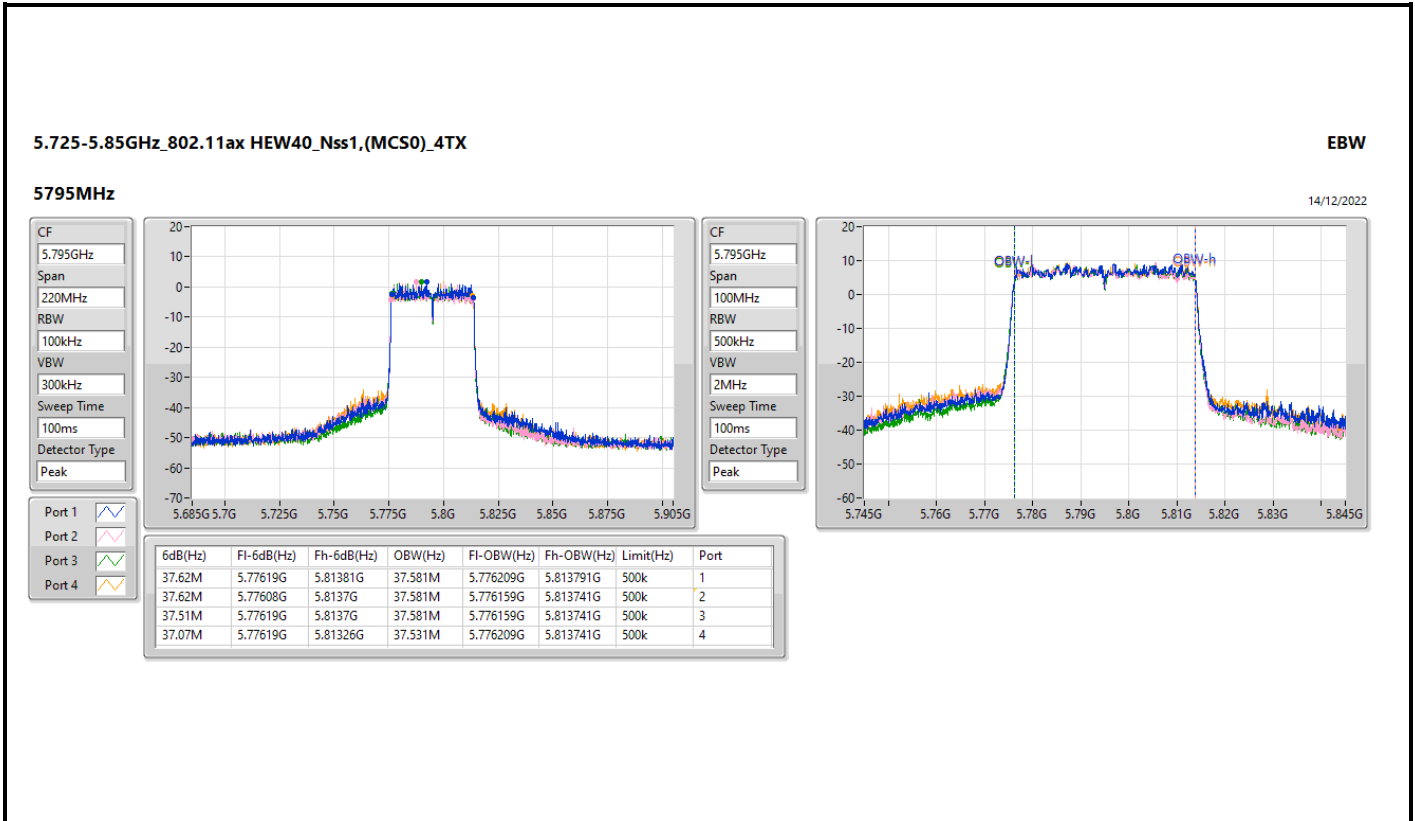 5.725-5.85GHz_802.11ax HEW40_Nss1,(MCS0)_4TX EBW
5795MHz 14/12/2022
CF
5.795GHz
Span
220MHz
RBW
100kHz
VBW
300kHz
Sweep Time
100ms
Detector Type
Peak
20
10
0
-10
-20
-30
-40
-50
-60
-70
5.685G 5.7G 5.725G 5.75G 5.775G 5.8G 5.825G 5.85G 5.875G 5.905G
CF
5.795GHz
Span
100MHz
RBW
500kHz
VBW
2MHz
Sweep Time
100ms
Detector Type
Peak
20
10
0
-10
-20
-30
-40
-50
-60
OBW-l OBW-h
5.745G 5.76G 5.77G 5.78G 5.79G 5.8G 5.81G 5.82G 5.83G 5.845G
Port 1
Port 2
Port 3
Port 4
6dB(Hz) Fl-6dB(Hz) Fh-6dB(Hz) OBW(Hz) Fl-OBW(Hz) Fh-OBW(Hz) Limit(Hz) Port
37.62M 5.77619G 5.81381G 37.581M 5.776209G 5.813791G 500k 1
37.62M 5.77608G 5.8137G 37.581M 5.776159G 5.813741G 500k 2
37.51M 5.77619G 5.8137G 37.581M 5.776159G 5.813741G 500k 3
37.07M 5.77619G 5.81326G 37.531M 5.776209G 5.813741G 500k 4